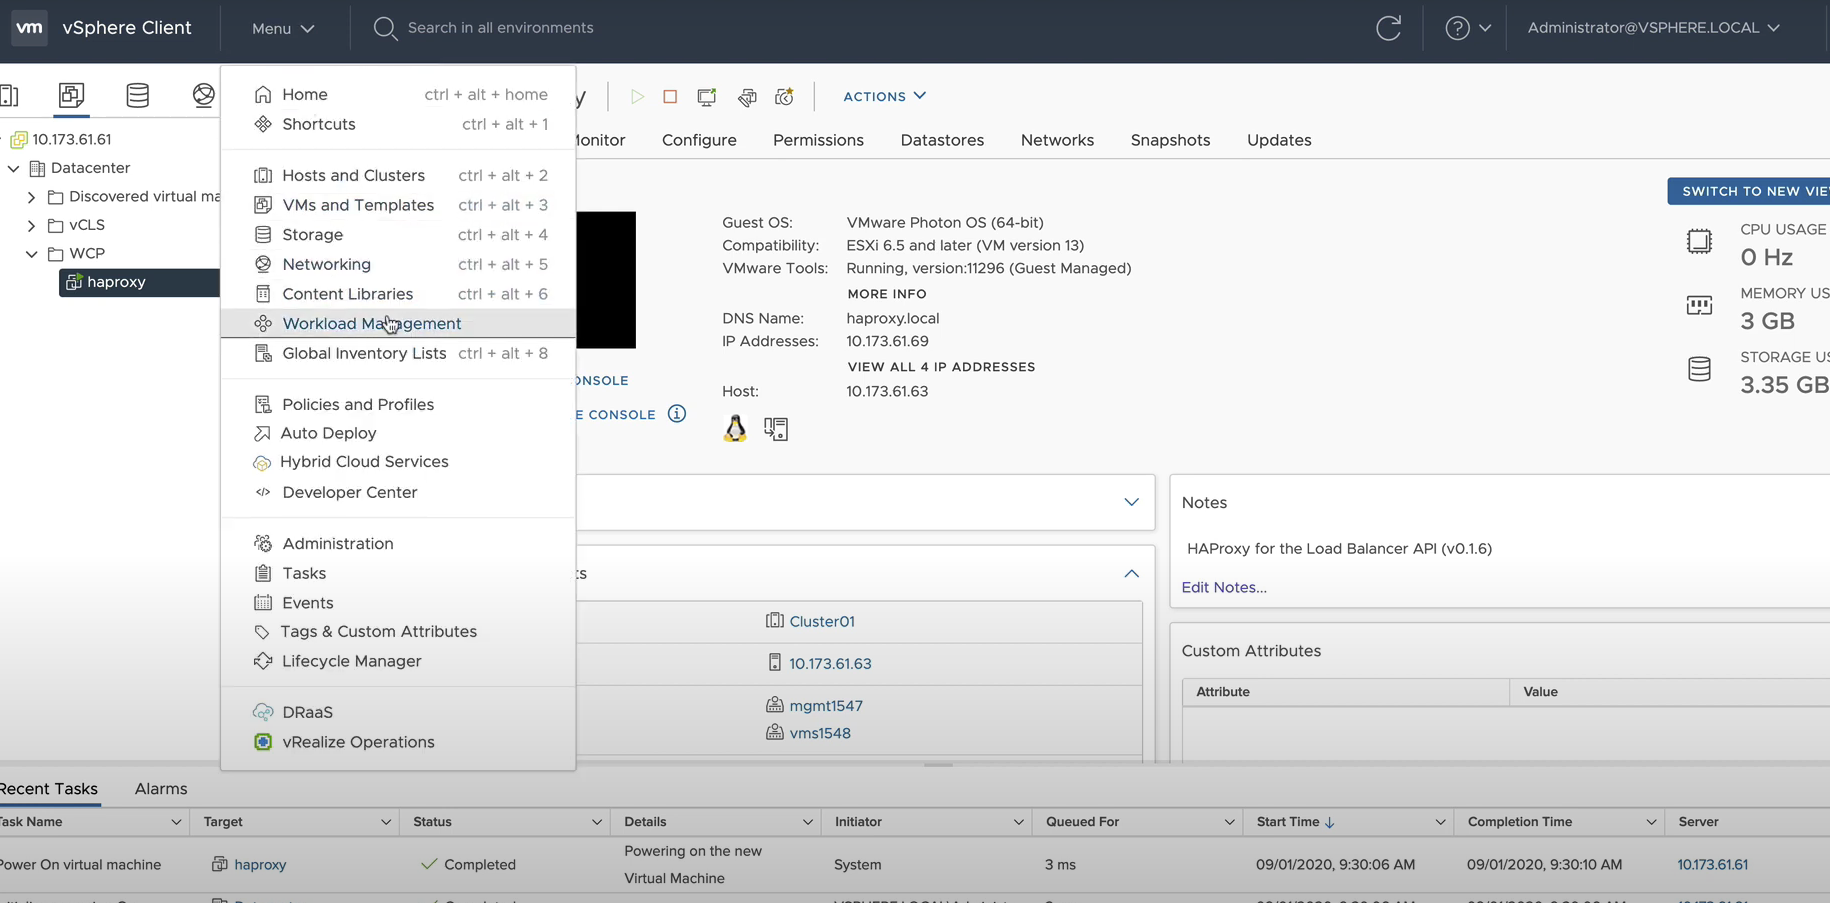 vm vSphere Client Menu Search in all environments Administrator@VSPHERE.LOCAL
Home ctrl + alt + home
Shortcuts ctrl + alt + 1
Hosts and Clusters ctrl + alt + 2
VMs and Templates ctrl + alt + 3
Storage ctrl + alt + 4
Networking ctrl + alt + 5
Content Libraries ctrl + alt + 6
Workload Management
Global Inventory Lists ctrl + alt + 8
Policies and Profiles
Auto Deploy
Hybrid Cloud Services
Developer Center
Administration
Tasks
Events
Tags & Custom Attributes
Lifecycle Manager
DRaaS
vRealize Operations
10.173.61.61
Datacenter
Discovered virtual ma
vCLS
WCP
haproxy
y ACTIONS
Monitor Configure Permissions Datastores Networks Snapshots Updates
SWITCH TO NEW VIE
Guest OS: VMware Photon OS (64-bit)
Compatibility: ESXi 6.5 and later (VM version 13)
VMware Tools: Running, version:11296 (Guest Managed)
MORE INFO
DNS Name: haproxy.local
IP Addresses: 10.173.61.69
VIEW ALL 4 IP ADDRESSES
Host: 10.173.61.63
ONSOLE
E CONSOLE
CPU USAGE
0 Hz
MEMORY US
3 GB
STORAGE US
3.35 GB
ts
Cluster01
10.173.61.63
mgmt1547
vms1548
Notes
HAProxy for the Load Balancer API (v0.1.6)
Edit Notes...
Custom Attributes
Attribute Value
Recent Tasks Alarms
Task Name Target Status Details Initiator Queued For Start Time Completion Time Server
Power On virtual machine haproxy Completed Powering on the new Virtual Machine System 3 ms 09/01/2020, 9:30:06 AM 09/01/2020, 9:30:10 AM 10.173.61.61